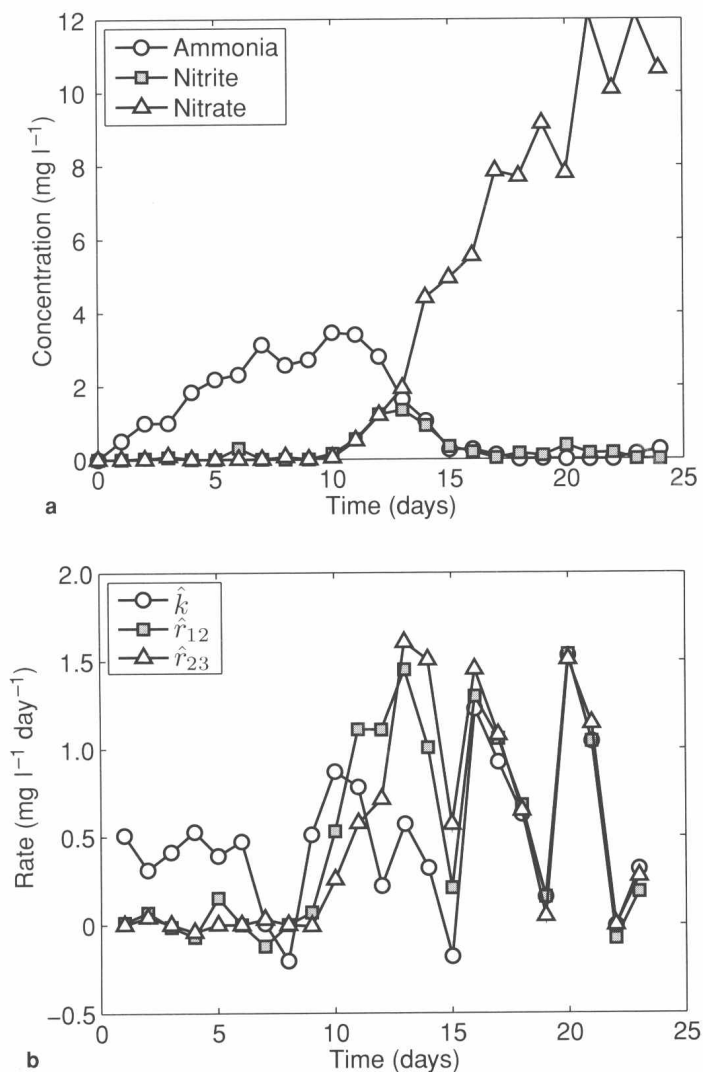 12
10
8
6
4
2
0
Concentration (mg l⁻¹)
Ammonia
Nitrite
Nitrate
0 5 10 15 20 25
Time (days)
a
2.0
1.5
1.0
0.5
0
−0.5
Rate (mg l⁻¹ day⁻¹)
k̂
r̂₁₂
r̂₂₃
0 5 10 15 20 25
Time (days)
b